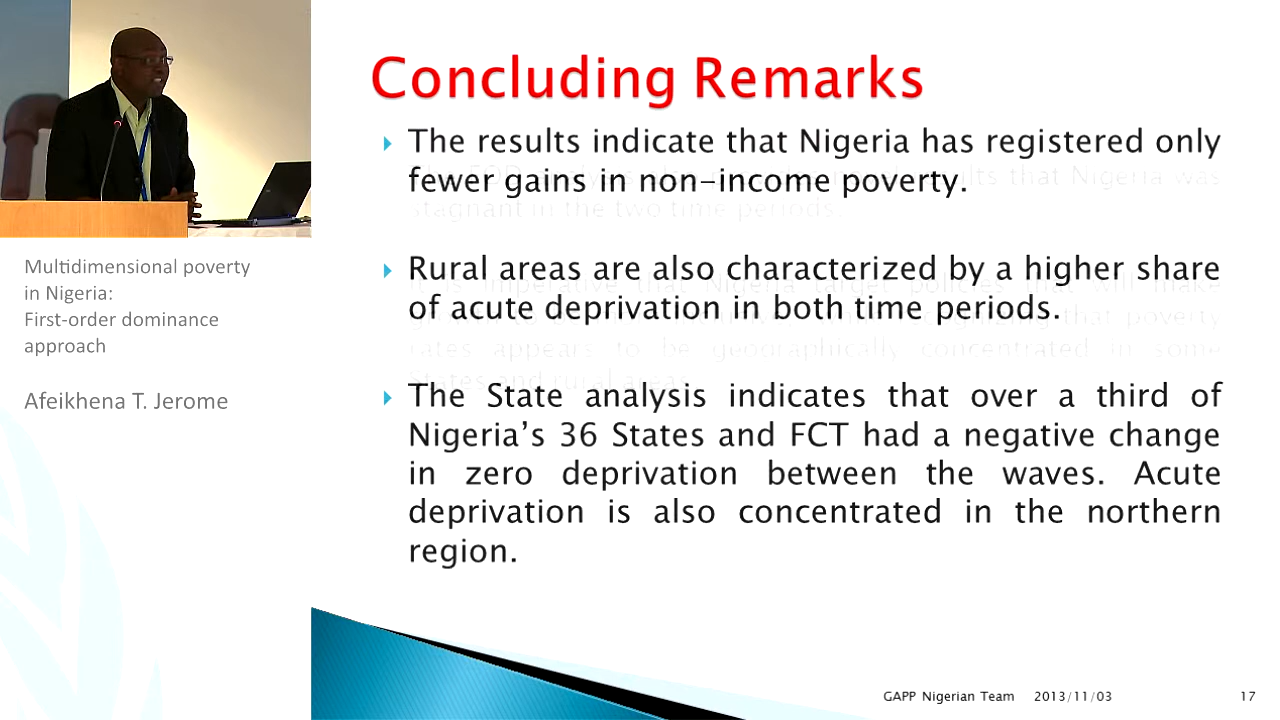 Concluding Remarks
The results indicate that Nigeria has registered only
fewer gains in non-income poverty.
Rural areas are also characterized by a higher share
of acute deprivation in both time periods.
The State analysis indicates that over a third of
Nigeria’s 36 States and FCT had a negative change
in zero deprivation between the waves. Acute
deprivation is also concentrated in the northern
region.
Multidimensional poverty
in Nigeria:
First-order dominance
approach
Afeikhena T. Jerome
GAPP Nigerian Team 2013/11/03 17